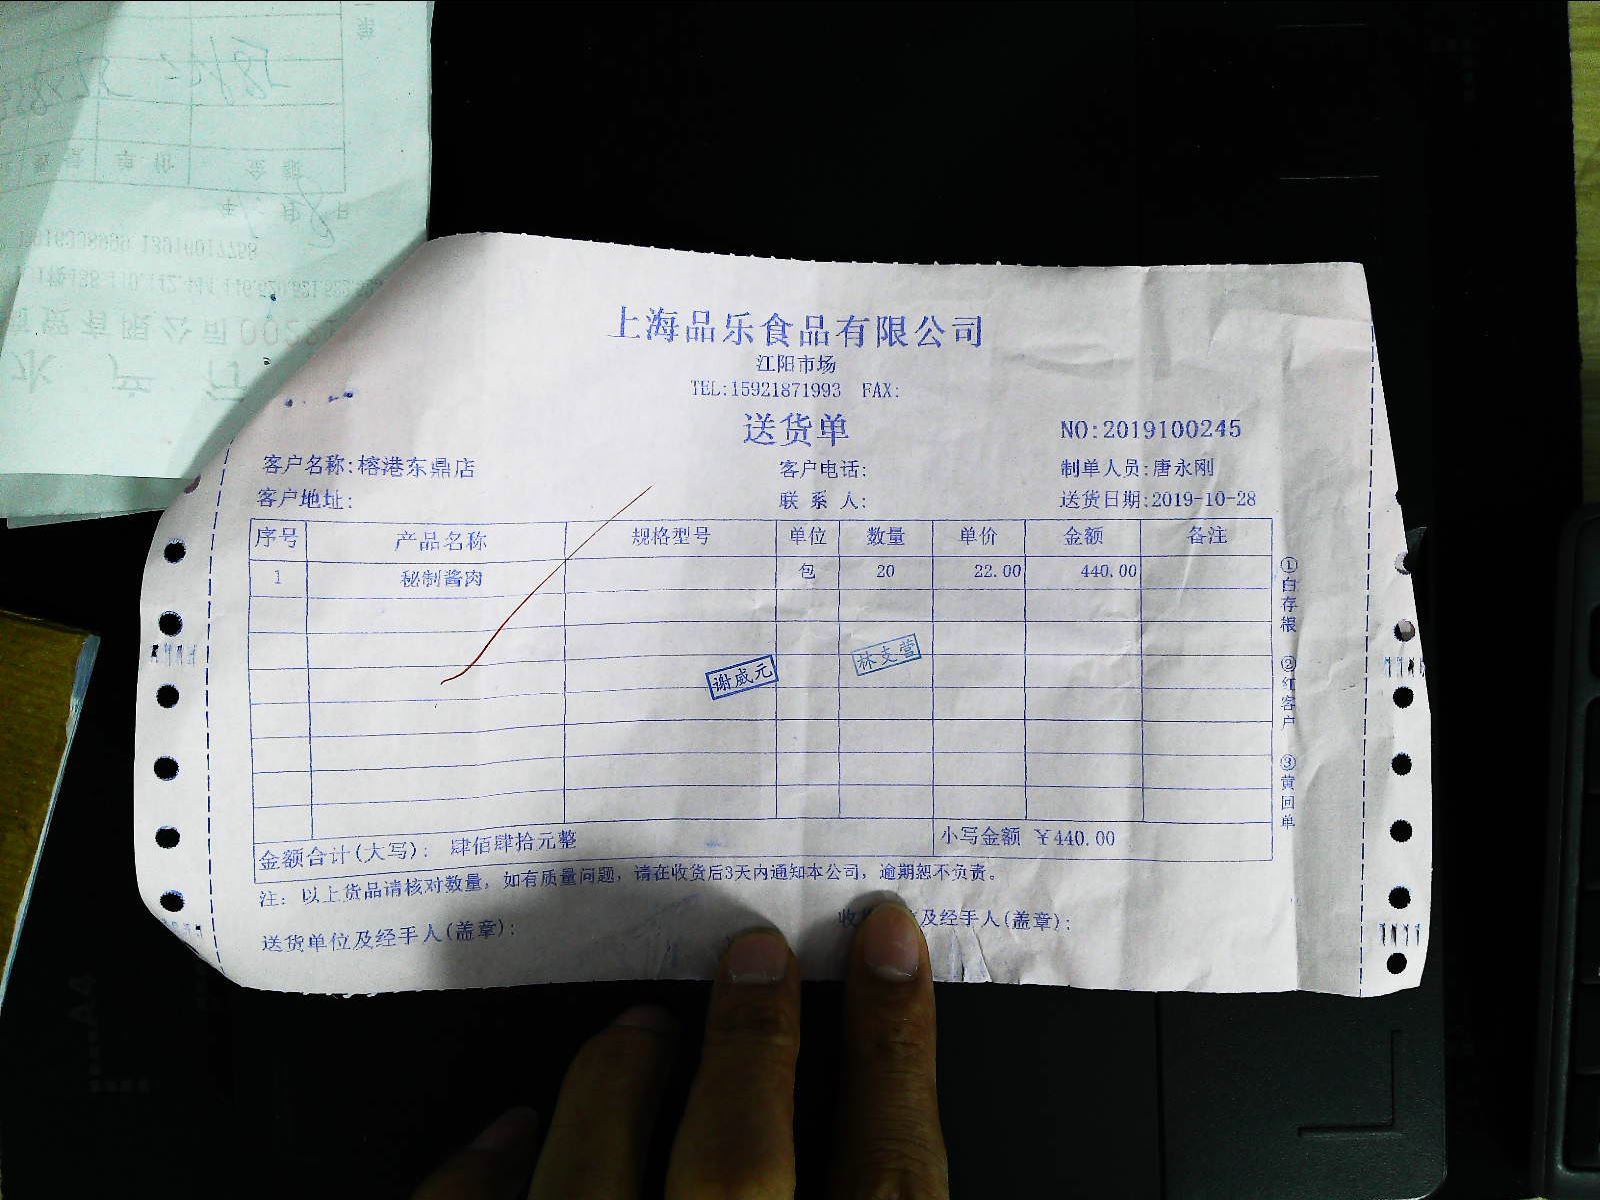 上海品乐食品有限公司
江阳市场
TEL:15921871993 FAX:
送货单
NO:2019100245
客户名称:榕港东鼎店 客户电话: 制单人员:唐永刚
客户地址: 联系人: 送货日期:2019-10-28
序号 产品名称 规格型号 单位 数量 单价 金额 备注
1 秘制酱肉 包 20 22.00 440.00
谢威元
林支营
金额合计(大写): 肆佰肆拾元整 小写金额 ¥440.00
注: 以上货品请核对数量,如有质量问题,请在收货后3天内通知本公司,逾期恕不负责。
送货单位及经手人(盖章): 收 及经手人(盖章):
①白存根 ②红客户 ③黄回单
单价 金额
水产行